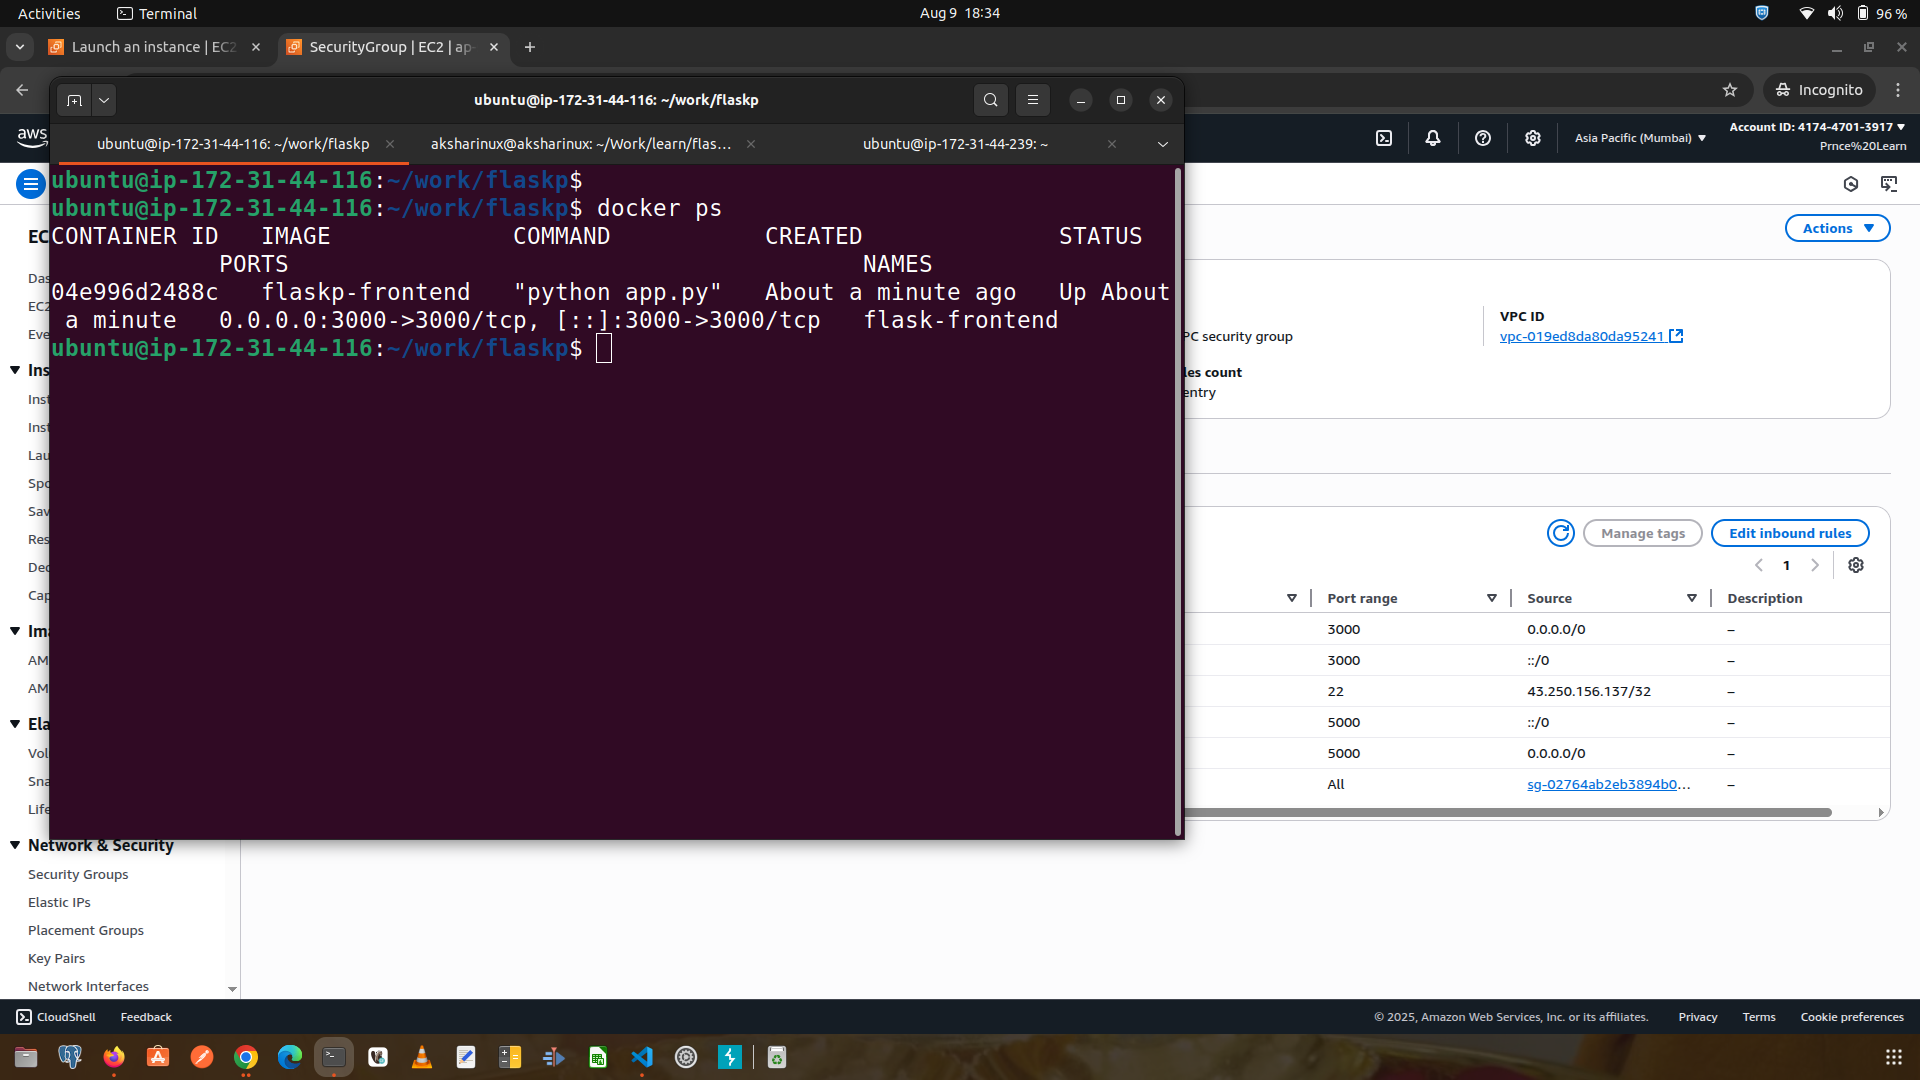 Activities
Terminal
Aug 9 18:34
96 %
Launch an instance | EC2
SecurityGroup | EC2 | ap-
Incognito
ubuntu@ip-172-31-44-116: ~/work/flaskp
ubuntu@ip-172-31-44-116: ~/work/flaskp
aksharinux@aksharinux: ~/Work/learn/flas...
ubuntu@ip-172-31-44-239: ~
ubuntu@ip-172-31-44-116:~/work/flaskp$
ubuntu@ip-172-31-44-116:~/work/flaskp$ docker ps
CONTAINER ID IMAGE COMMAND CREATED STATUS
PORTS NAMES
04e996d2488c flaskp-frontend "python app.py" About a minute ago Up About
a minute 0.0.0.0:3000->3000/tcp, [::]:3000->3000/tcp flask-frontend
ubuntu@ip-172-31-44-116:~/work/flaskp$
aws
Asia Pacific (Mumbai)
Account ID: 4174-4701-3917
Prnce%20Learn
Actions
VPC ID
PC security group
vpc-019ed8da80da95241
les count
entry
Manage tags
Edit inbound rules
1
Port range Source Description
3000 0.0.0.0/0 –
3000 ::/0 –
22 43.250.156.137/32 –
5000 ::/0 –
5000 0.0.0.0/0 –
All sg-02764ab2eb3894b0... –
EC
Das
EC2
Eve
Ins
Inst
Inst
Lau
Spo
Sav
Res
Ded
Cap
Ima
AM
AM
Ela
Vol
Sna
Life
Network & Security
Security Groups
Elastic IPs
Placement Groups
Key Pairs
Network Interfaces
CloudShell
Feedback
© 2025, Amazon Web Services, Inc. or its affiliates.
Privacy
Terms
Cookie preferences